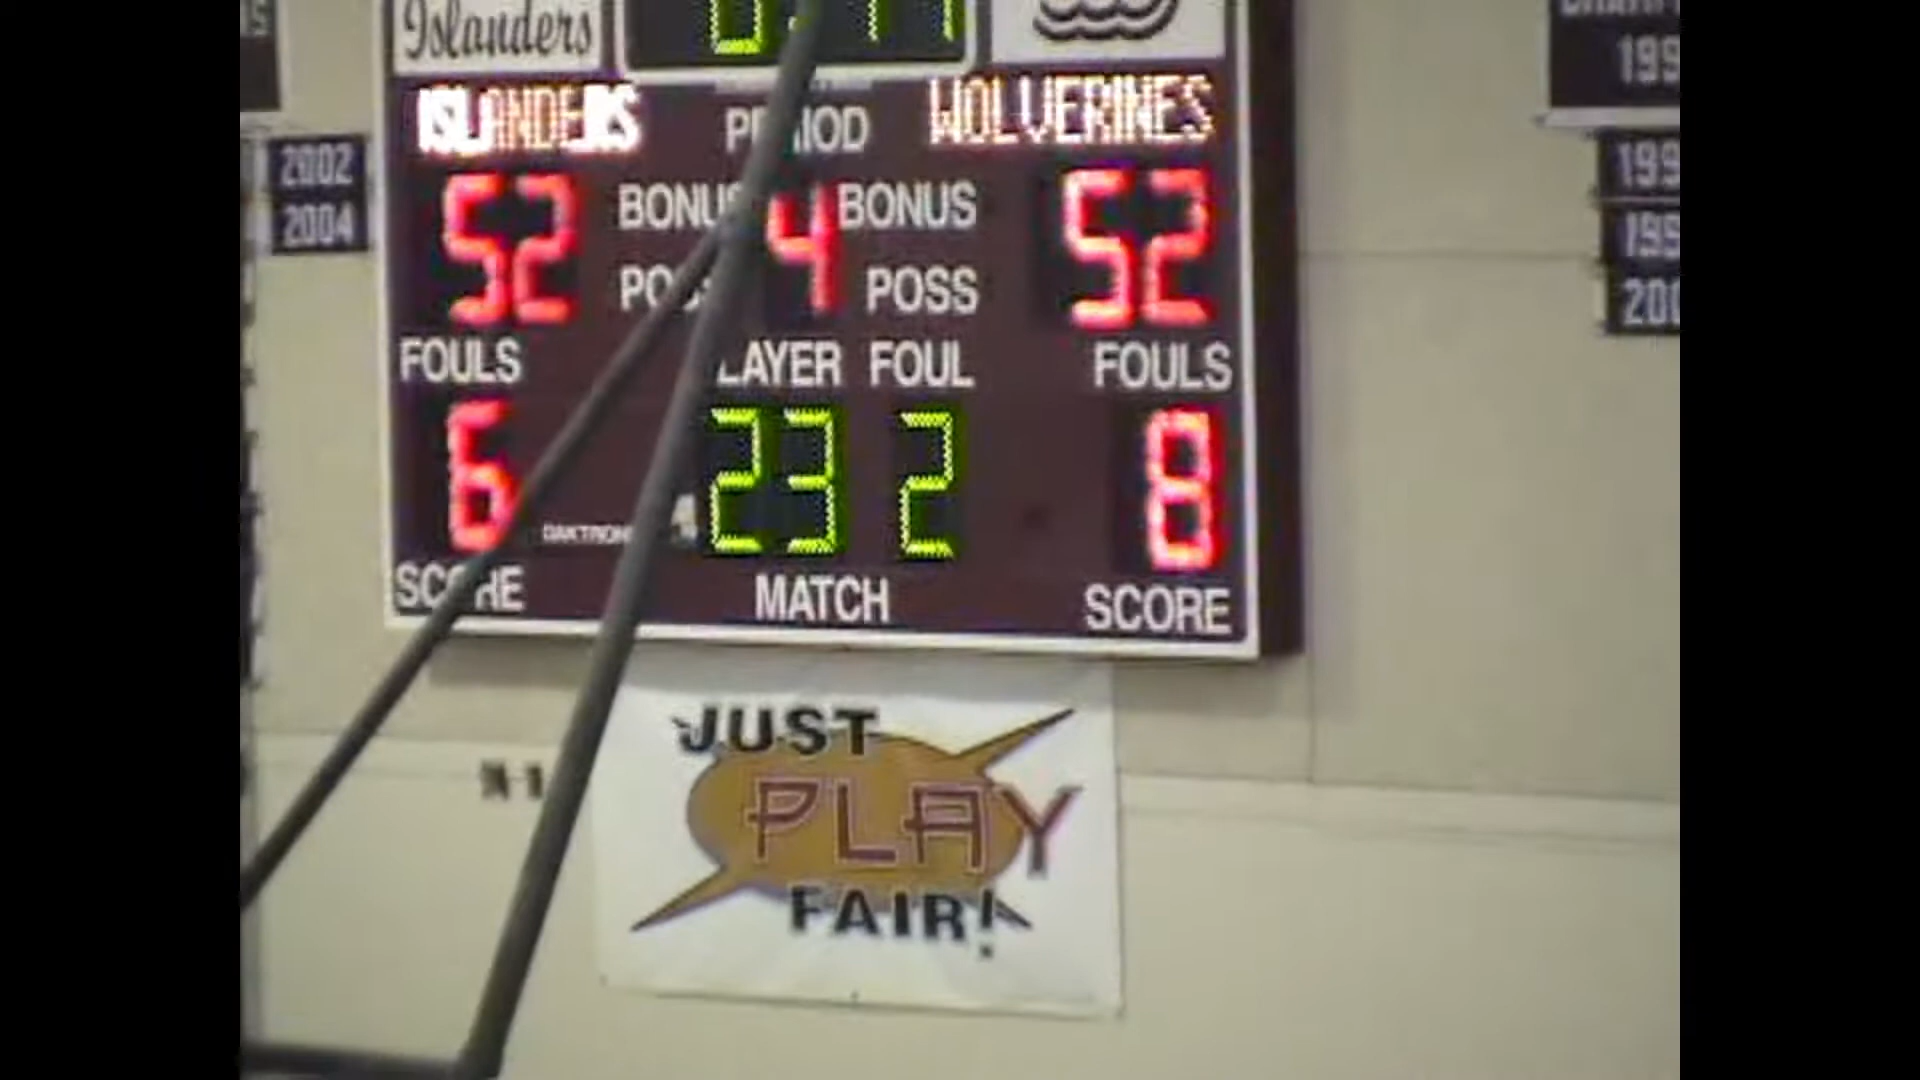 Islanders
ISLANDERS
WOLVERINES
PERIOD
2002
2004
52
BONUS
4
BONUS
52
POSS
POSS
FOULS
PLAYER
FOUL
FOULS
6
23
2
8
DAKTRONICS
SCORE
MATCH
SCORE
JUST
PLAY
FAIR!